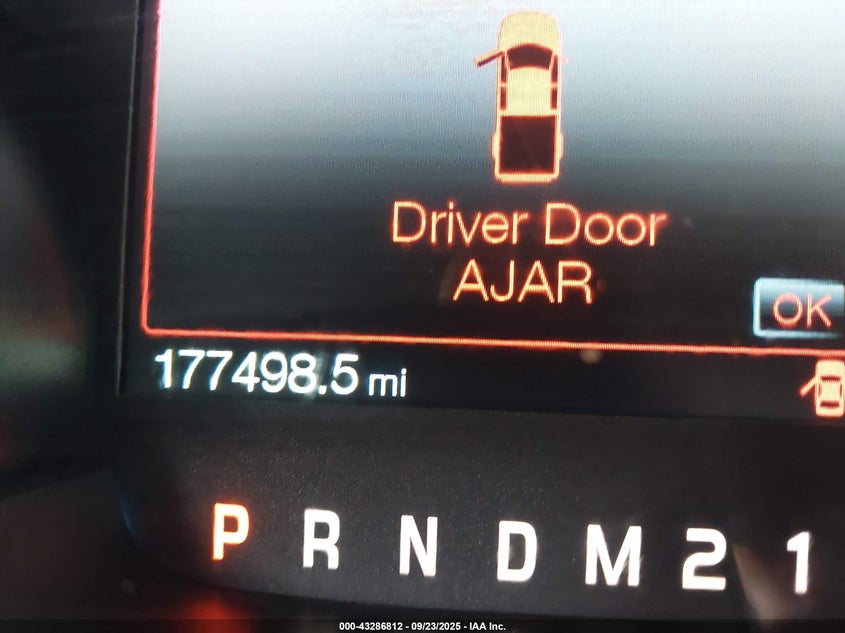 Driver Door
AJAR
OK
177498.5 mi
P R N D M 2 1
000-43286812 - 09/23/2025 - IAA Inc.